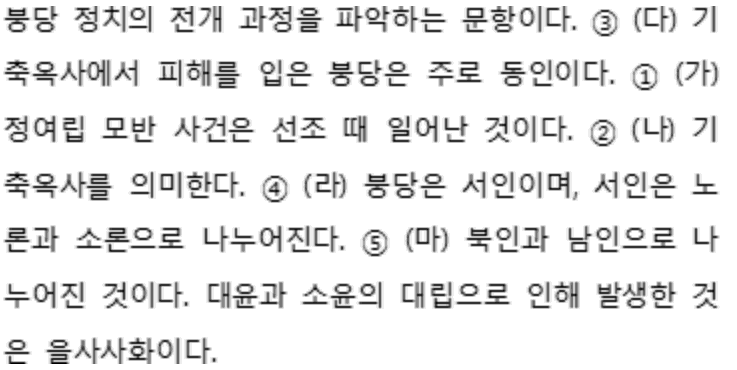 붕당 정치의 전개 과정을 파악하는 문항이다. ③ (다) 기
축옥사에서 피해를 입은 붕당은 주로 동인이다. ① (가)
정여립 모반 사건은 선조 때 일어난 것이다. ② (나) 기
축옥사를 의미한다. ④ (라) 붕당은 서인이며, 서인은 노
론과 소론으로 나누어진다. ⑤ (마) 북인과 남인으로 나
누어진 것이다. 대윤과 소윤의 대립으로 인해 발생한 것
은 을사사화이다.